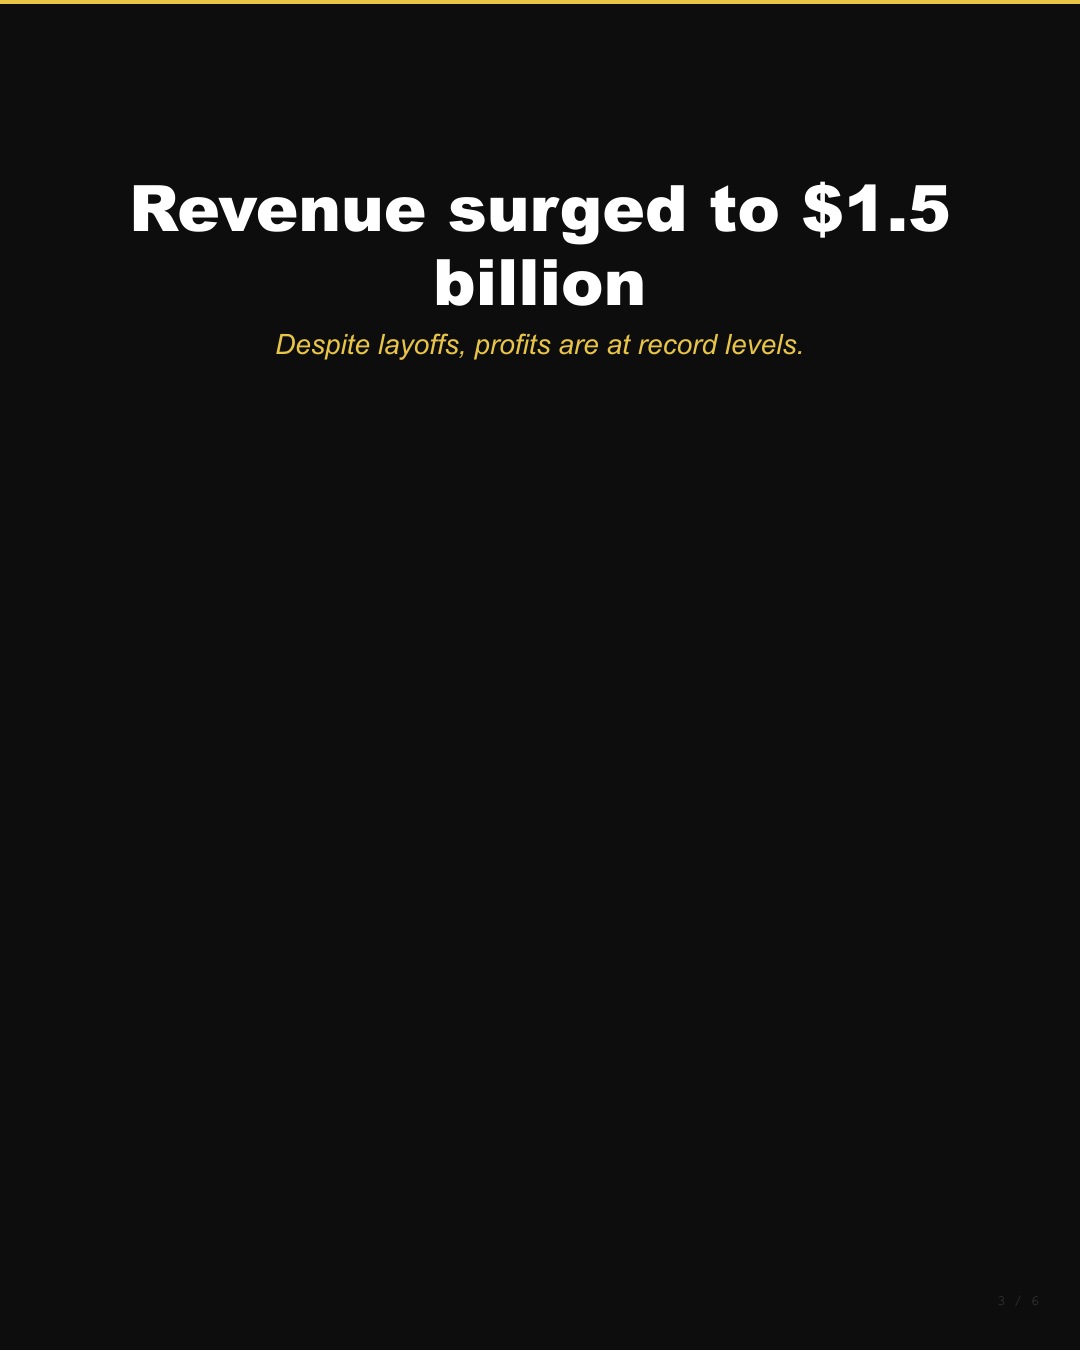 Revenue surged to $1.5
billion
Despite layoffs, profits are at record levels.
3 / 6